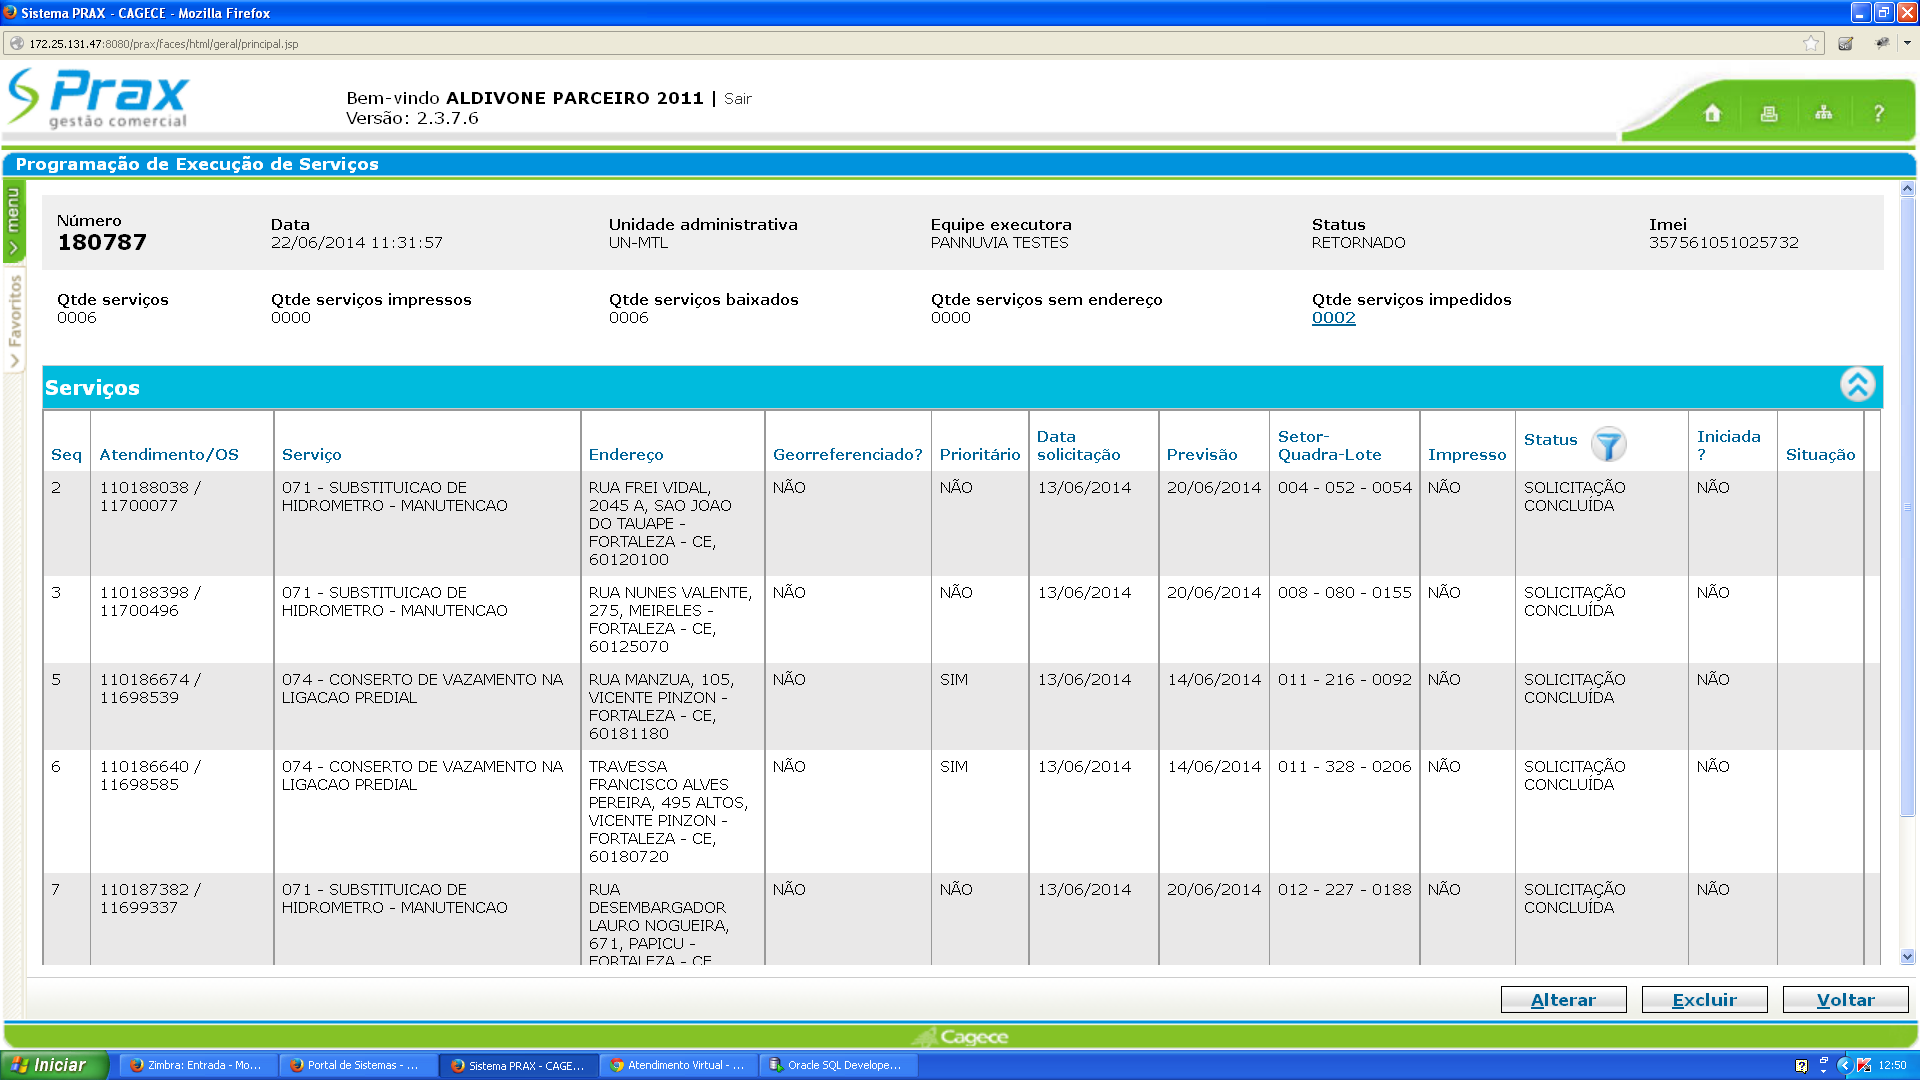 Sistema PRAX - CAGECE - Mozilla Firefox
172.25.131.47:8080/prax/faces/html/geral/principal.jsp
Prax
gestão comercial
Bem-vindo ALDIVONE PARCEIRO 2011 | Sair
Versão: 2.3.7.6
?
Programação de Execução de Serviços
menu
Favoritos
Número
180787
Data
22/06/2014 11:31:57
Unidade administrativa
UN-MTL
Equipe executora
PANNUVIA TESTES
Status
RETORNADO
Imei
357561051025732
Qtde serviços
0006
Qtde serviços impressos
0000
Qtde serviços baixados
0006
Qtde serviços sem endereço
0000
Qtde serviços impedidos
0002
Serviços
Seq
Atendimento/OS
Serviço
Endereço
Georreferenciado?
Prioritário
Data
solicitação
Previsão
Setor-
Quadra-Lote
Impresso
Status
Iniciada
?
Situação
2
110188038 /
11700077
071 - SUBSTITUICAO DE
HIDROMETRO - MANUTENCAO
RUA FREI VIDAL,
2045 A, SAO JOAO
DO TAUAPE -
FORTALEZA - CE,
60120100
NÃO
NÃO
13/06/2014
20/06/2014
004 - 052 - 0054
NÃO
SOLICITAÇÃO
CONCLUÍDA
NÃO
3
110188398 /
11700496
071 - SUBSTITUICAO DE
HIDROMETRO - MANUTENCAO
RUA NUNES VALENTE,
275, MEIRELES -
FORTALEZA - CE,
60125070
NÃO
NÃO
13/06/2014
20/06/2014
008 - 080 - 0155
NÃO
SOLICITAÇÃO
CONCLUÍDA
NÃO
5
110186674 /
11698539
074 - CONSERTO DE VAZAMENTO NA
LIGACAO PREDIAL
RUA MANZUA, 105,
VICENTE PINZON -
FORTALEZA - CE,
60181180
NÃO
SIM
13/06/2014
14/06/2014
011 - 216 - 0092
NÃO
SOLICITAÇÃO
CONCLUÍDA
NÃO
6
110186640 /
11698585
074 - CONSERTO DE VAZAMENTO NA
LIGACAO PREDIAL
TRAVESSA
FRANCISCO ALVES
PEREIRA, 495 ALTOS,
VICENTE PINZON -
FORTALEZA - CE,
60180720
NÃO
SIM
13/06/2014
14/06/2014
011 - 328 - 0206
NÃO
SOLICITAÇÃO
CONCLUÍDA
NÃO
7
110187382 /
11699337
071 - SUBSTITUICAO DE
HIDROMETRO - MANUTENCAO
RUA
DESEMBARGADOR
LAURO NOGUEIRA,
671, PAPICU -
FORTALEZA - CE
NÃO
NÃO
13/06/2014
20/06/2014
012 - 227 - 0188
NÃO
SOLICITAÇÃO
CONCLUÍDA
NÃO
Alterar
Excluir
Voltar
Cagece
Iniciar
Zimbra: Entrada - Mo...
Portal de Sistemas - ...
Sistema PRAX - CAGE...
Atendimento Virtual - ...
Oracle SQL Develope...
12:50